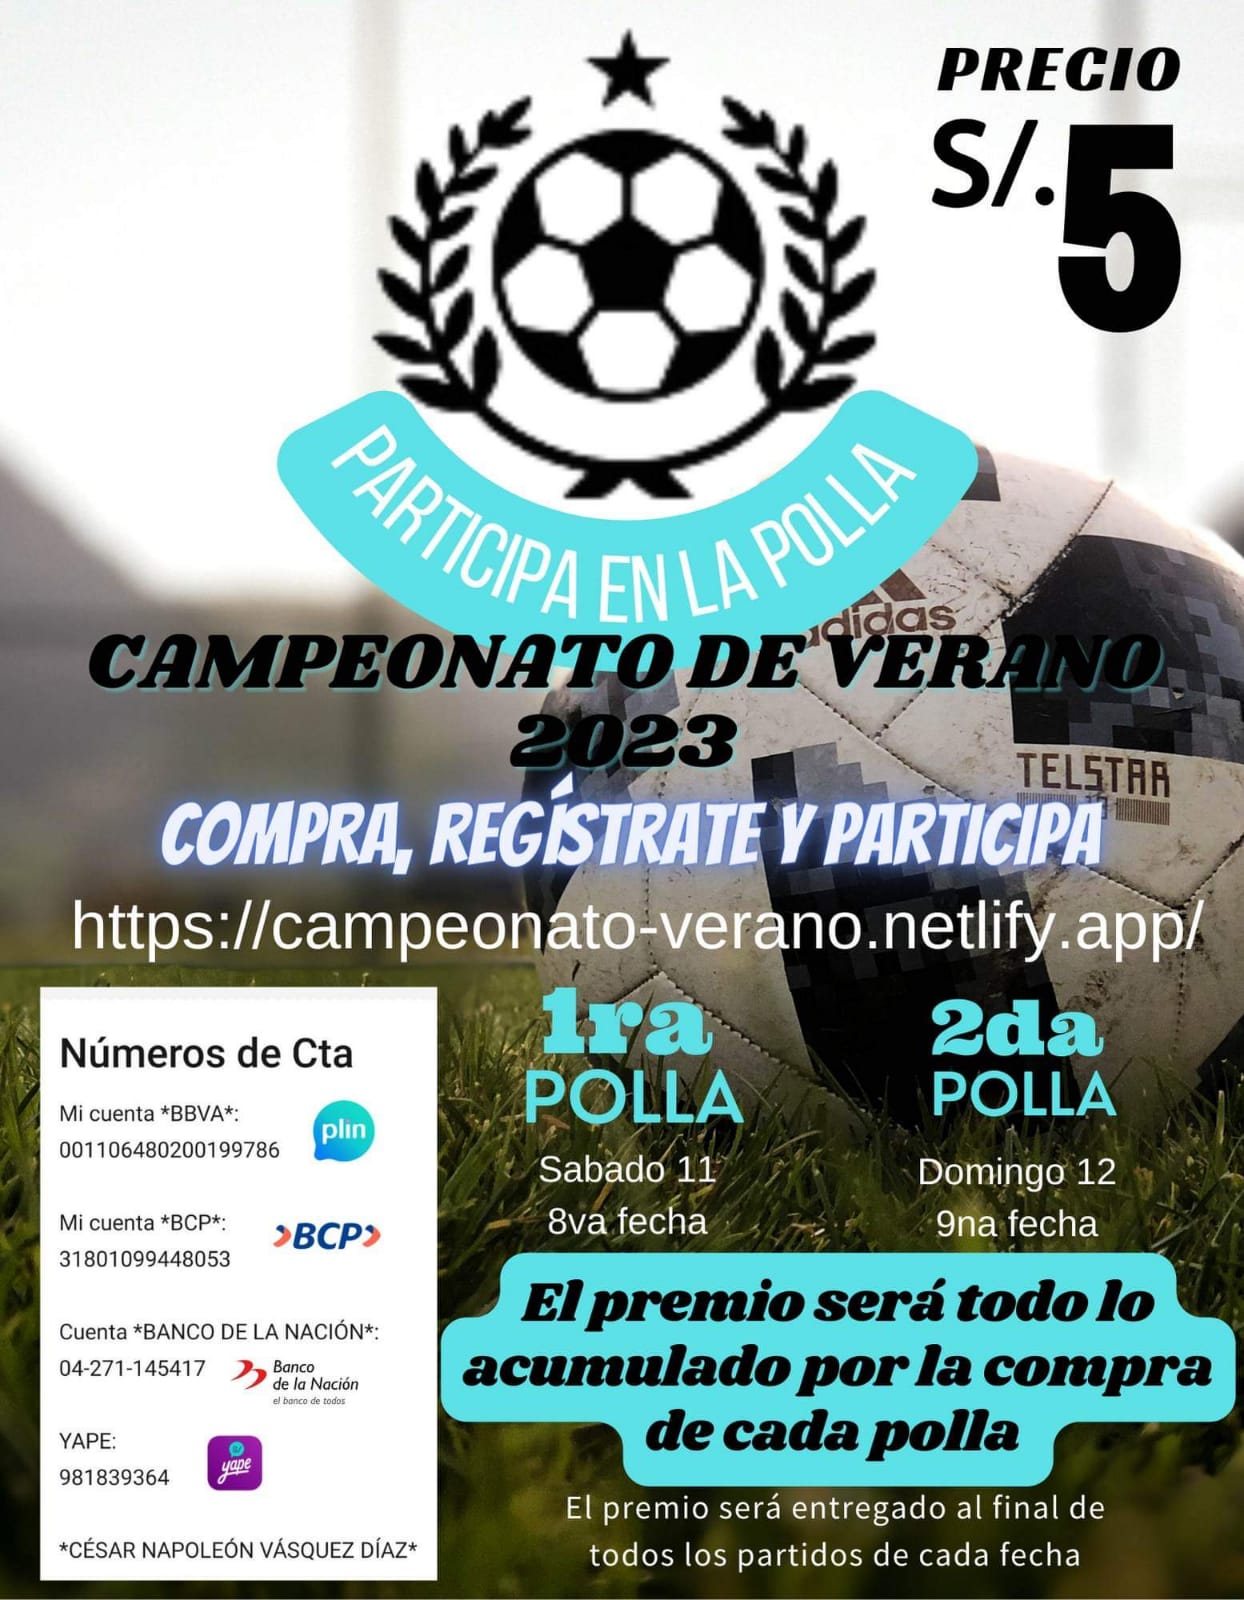 PRECIO
S/.5
PARTICIPA EN LA POLLA
adidas
CAMPEONATO DE VERANO
2023
TELSTAR
COMPRA, REGÍSTRATE Y PARTICIPA
https://campeonato-verano.netlify.app/
Números de Cta
Mi cuenta *BBVA*:
001106480200199786
plin
Mi cuenta *BCP*:
31801099448053
BCP
Cuenta *BANCO DE LA NACIÓN*:
04-271-145417
Banco
de la Nación
el banco de todos
YAPE:
981839364
S/
yape
*CÉSAR NAPOLEÓN VÁSQUEZ DÍAZ*
1ra
POLLA
Sabado 11
8va fecha
2da
POLLA
Domingo 12
9na fecha
El premio será todo lo
acumulado por la compra
de cada polla
El premio será entregado al final de
todos los partidos de cada fecha